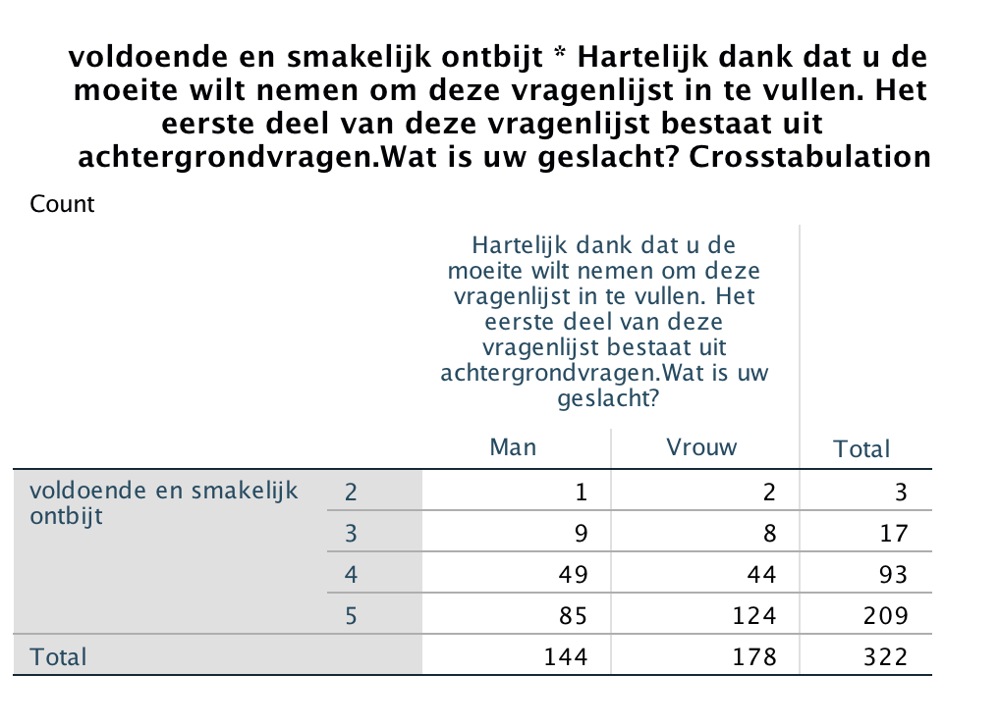 voldoende en smakelijk ontbijt * Hartelijk dank dat u de
moeite wilt nemen om deze vragenlijst in te vullen. Het
eerste deel van deze vragenlijst bestaat uit
achtergrondvragen.Wat is uw geslacht? Crosstabulation
Count
Hartelijk dank dat u de
moeite wilt nemen om deze
vragenlijst in te vullen. Het
eerste deel van deze
vragenlijst bestaat uit
achtergrondvragen.Wat is uw
geslacht?
Man Vrouw Total
voldoende en smakelijk
ontbijt
2 1 2 3
3 9 8 17
4 49 44 93
5 85 124 209
Total 144 178 322